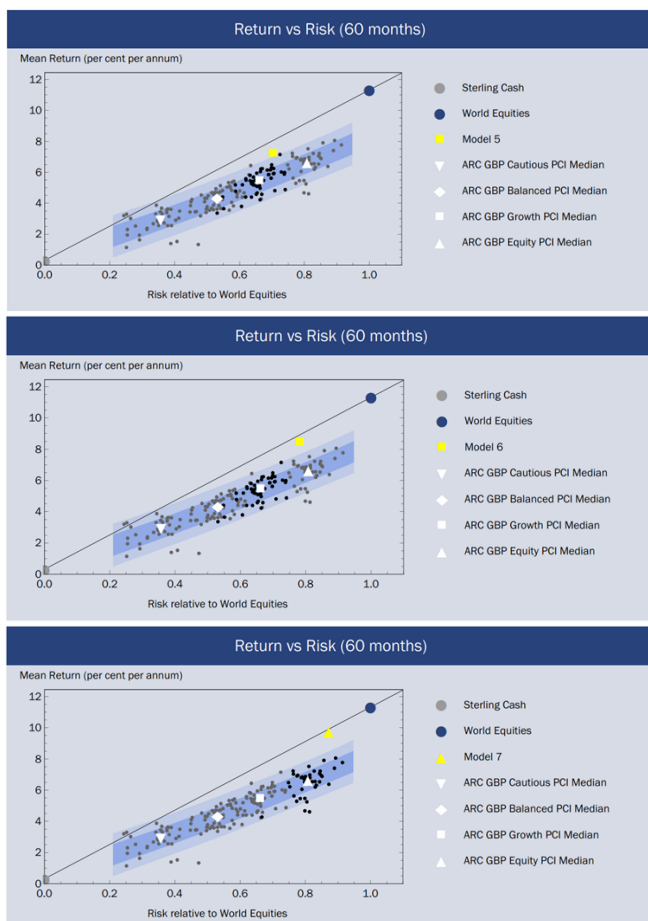 Return vs Risk (60 months)
Mean Return (per cent per annum)
12
10
8
6
4
2
0
0.0 0.2 0.4 0.6 0.8 1.0
Risk relative to World Equities
Sterling Cash
World Equities
Model 5
ARC GBP Cautious PCI Median
ARC GBP Balanced PCI Median
ARC GBP Growth PCI Median
ARC GBP Equity PCI Median
Return vs Risk (60 months)
Mean Return (per cent per annum)
12
10
8
6
4
2
0
0.0 0.2 0.4 0.6 0.8 1.0
Risk relative to World Equities
Sterling Cash
World Equities
Model 6
ARC GBP Cautious PCI Median
ARC GBP Balanced PCI Median
ARC GBP Growth PCI Median
ARC GBP Equity PCI Median
Return vs Risk (60 months)
Mean Return (per cent per annum)
12
10
8
6
4
2
0
0.0 0.2 0.4 0.6 0.8 1.0
Risk relative to World Equities
Sterling Cash
World Equities
Model 7
ARC GBP Cautious PCI Median
ARC GBP Balanced PCI Median
ARC GBP Growth PCI Median
ARC GBP Equity PCI Median